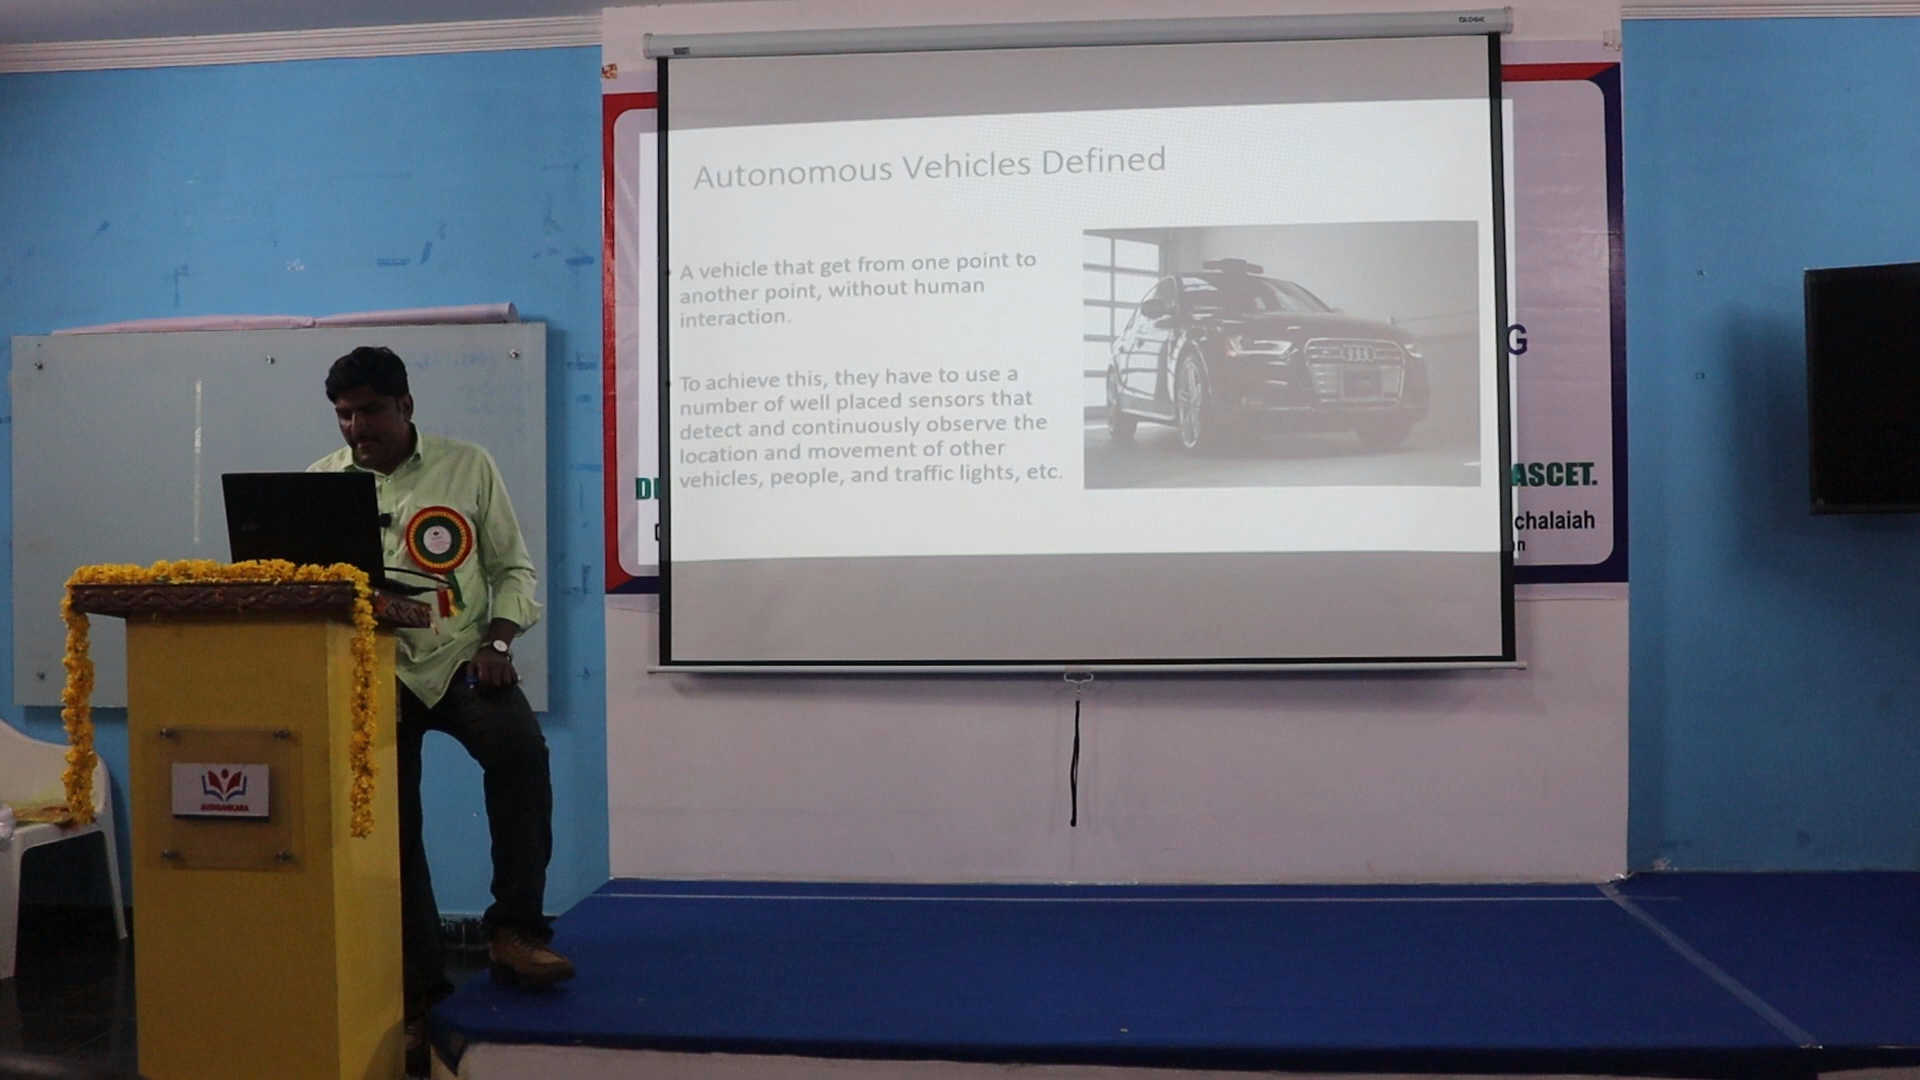 Autonomous Vehicles Defined
A vehicle that get from one point to
another point, without human
interaction.
To achieve this, they have to use a
number of well placed sensors that
detect and continuously observe the
location and movement of other
vehicles, people, and traffic lights, etc.
G
ASCET.
chalaiah
AUDISANKARA